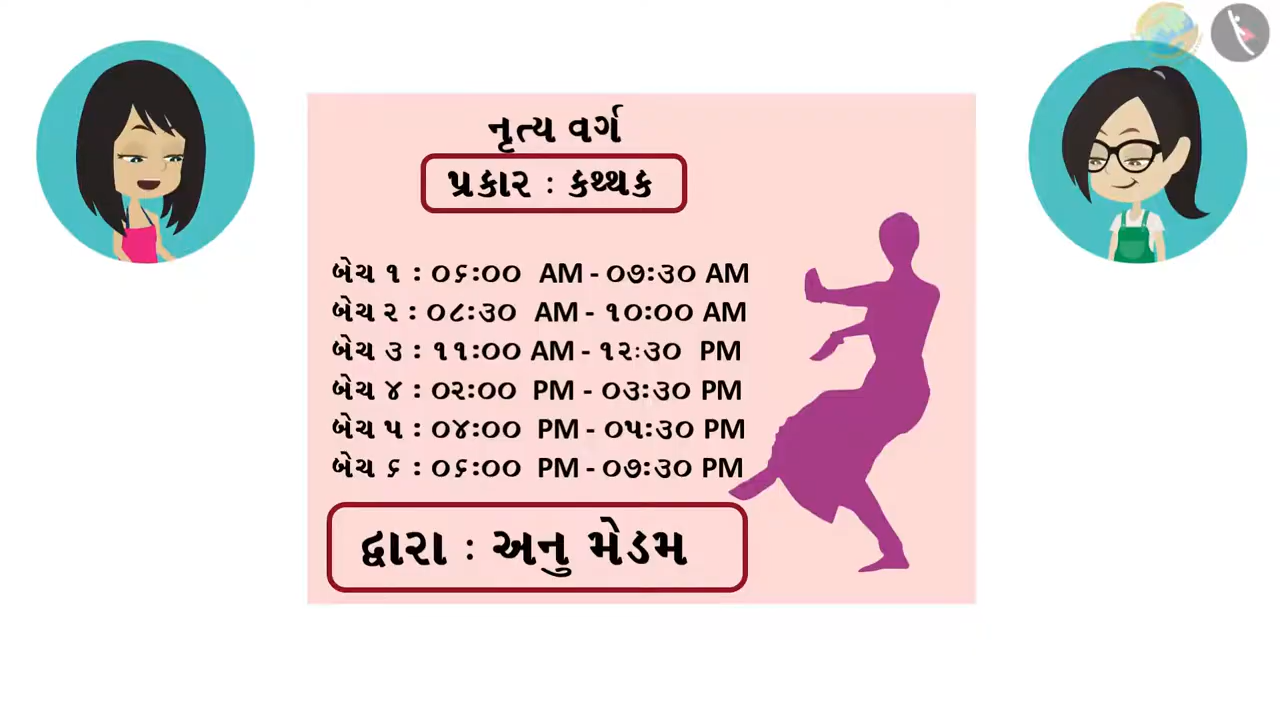 નૃત્ય વર્ગ
પ્રકાર : કથ્થક
બેચ ૧ : ૦૬:૦૦ AM - ૦૭:૩૦ AM
બેચ ૨ : ૦૮:૩૦ AM - ૧૦:૦૦ AM
બેચ ૩ : ૧૧:૦૦ AM - ૧૨:૩૦ PM
બેચ ૪ : ૦૨:૦૦ PM - ૦૩:૩૦ PM
બેચ ૫ : ૦૪:૦૦ PM - ૦૫:૩૦ PM
બેચ ૬ : ૦૬:૦૦ PM - ૦૭:૩૦ PM
દ્વારા : અનુ મેડમ